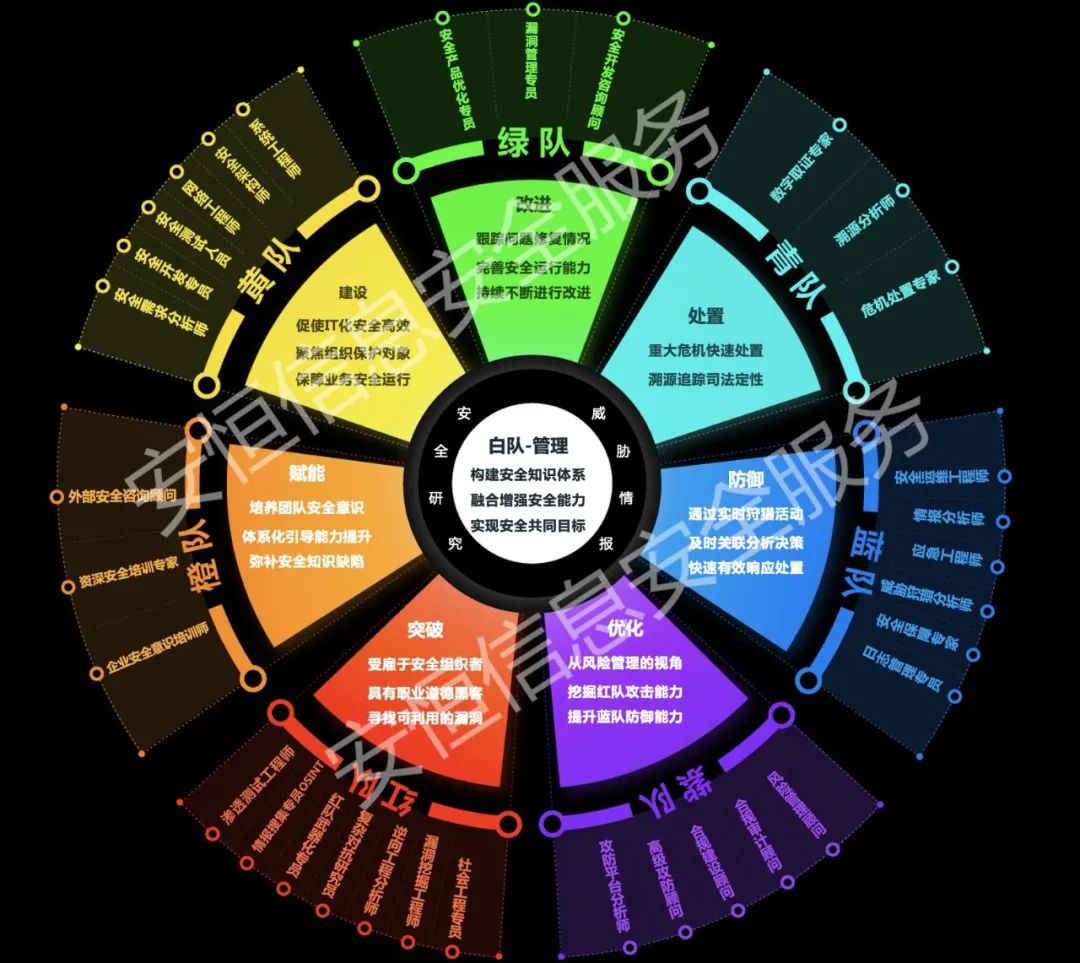 绿队
安全产品优化专员
漏洞管理专员
安全开发咨询顾问
改进
跟踪问题修复情况
完善安全运行能力
持续不断进行改进
青队
数字取证专家
溯源分析师
危机处置专家
处置
重大危机快速处置
溯源追踪司法定性
蓝队
安全运维工程师
情报分析师
应急工程师
威胁狩猎分析师
安全保障专家
日志管理专员
防御
通过实时狩猎活动
及时关联分析决策
快速有效响应处置
紫队
风险管理顾问
合规审计顾问
合规建设顾问
高级攻防顾问
攻防平台分析师
优化
从风险管理的视角
挖掘红队攻击能力
提升蓝队防御能力
红队
社会工程专员
漏洞挖掘工程师
逆向工程分析师
复杂对抗研究员
红队武器化专员
情报搜集专员OSINT
渗透测试工程师
突破
受雇于安全组织者
具有职业道德黑客
寻找可利用的漏洞
橙队
外部安全咨询顾问
资深安全培训专家
企业安全意识培训师
赋能
培养团队安全意识
体系化引导能力提升
弥补安全知识缺陷
黄队
系统工程师
安全架构师
网络工程师
安全测试人员
安全开发专员
安全需求分析师
建设
促使IT化安全高效
聚焦组织保护对象
保障业务安全运行
安全研究
威胁情报
白队-管理
构建安全知识体系
融合增强安全能力
实现安全共同目标
安恒信息安全服务
安恒信息安全服务